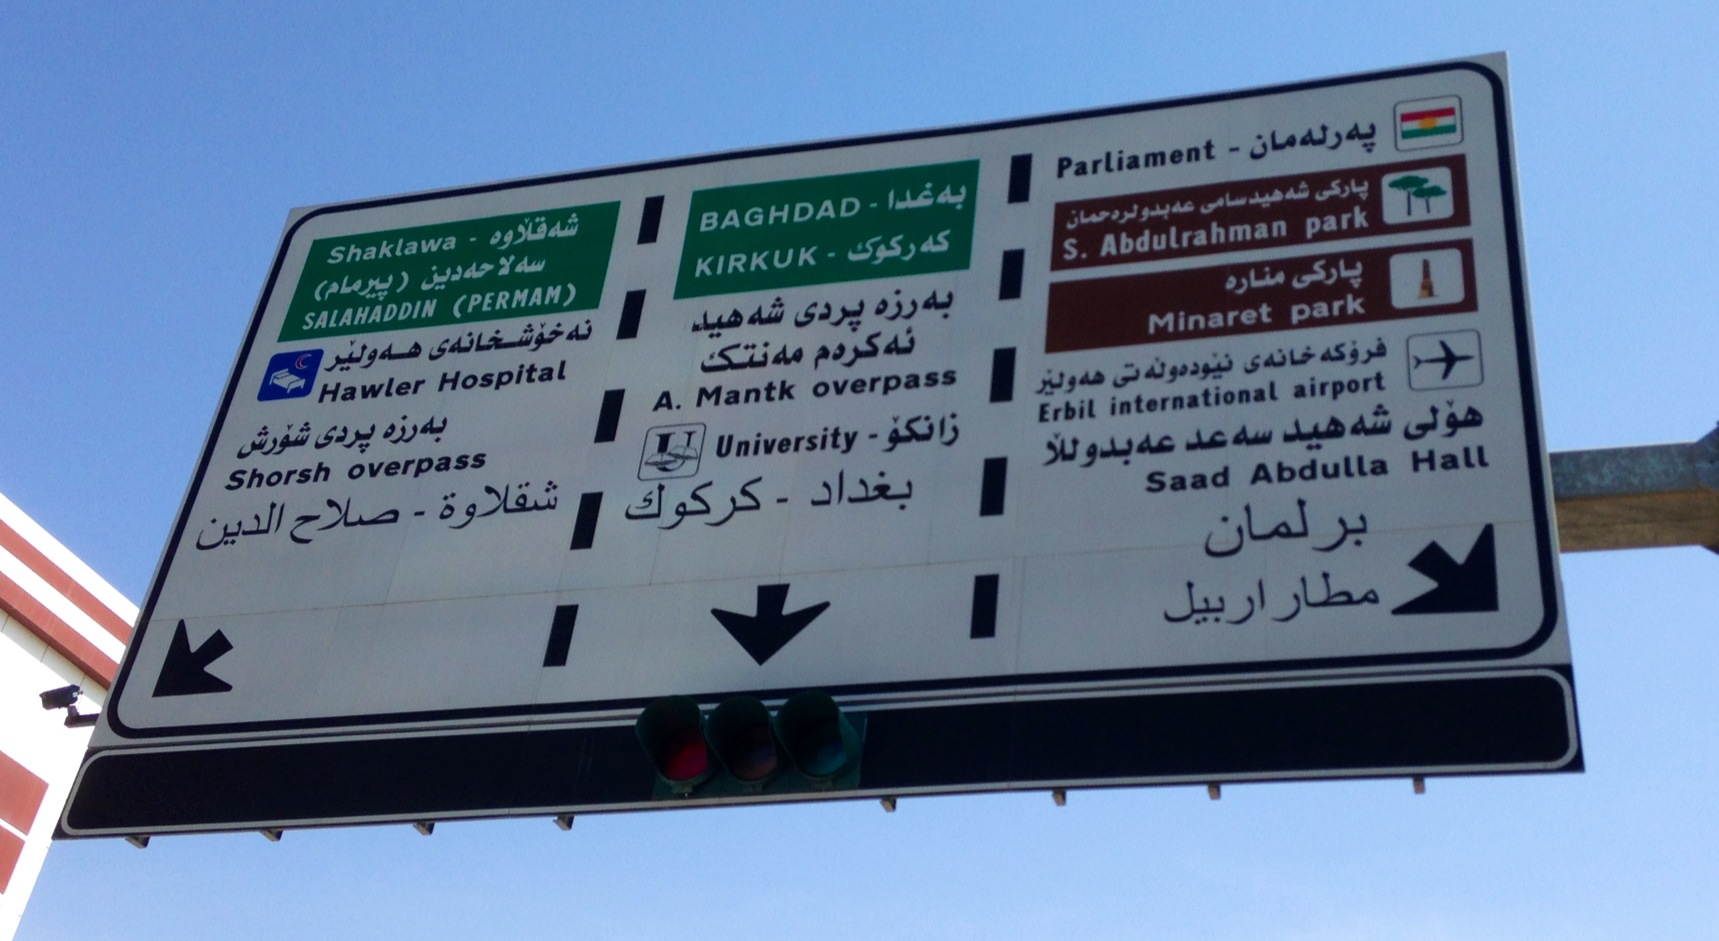 Shaklawa - شەقڵاوە
سەلاحەدین (پیرمام)
SALAHADDIN (PERMAM)
نەخۆشخانەی هەولێر
Hawler Hospital
بەرزە پردی شۆرش
Shorsh overpass
شقلاوة - صلاح الدين
BAGHDAD - بەغدا
KIRKUK - کەرکوک
بەرزە پردی شەهید
ئەکرەم مەنتک
A. Mantk overpass
University - زانکۆ
بغداد - كركوك
Parliament - پەرلەمان
پارکی شەهیدسامی عەبدولرەحمان
S. Abdulrahman park
پارکی منارە
Minaret park
فرۆکەخانەی نێودەوڵەتی هەولێر
Erbil international airport
هۆڵی شەهید سەعد عەبدوللا
Saad Abdulla Hall
برلمان
مطار اربيل